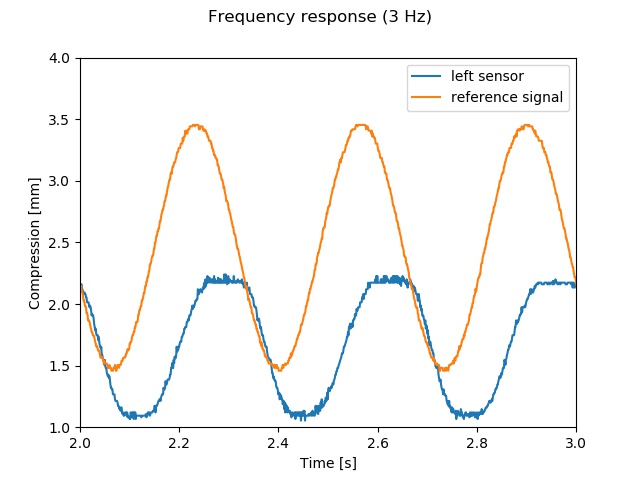 Frequency response (3 Hz)
4.0
left sensor
reference signal
3.5
3.0
Compression [mm]
2.5
2.0
1.5
1.0
2.0 2.2 2.4 2.6 2.8 3.0
Time [s]